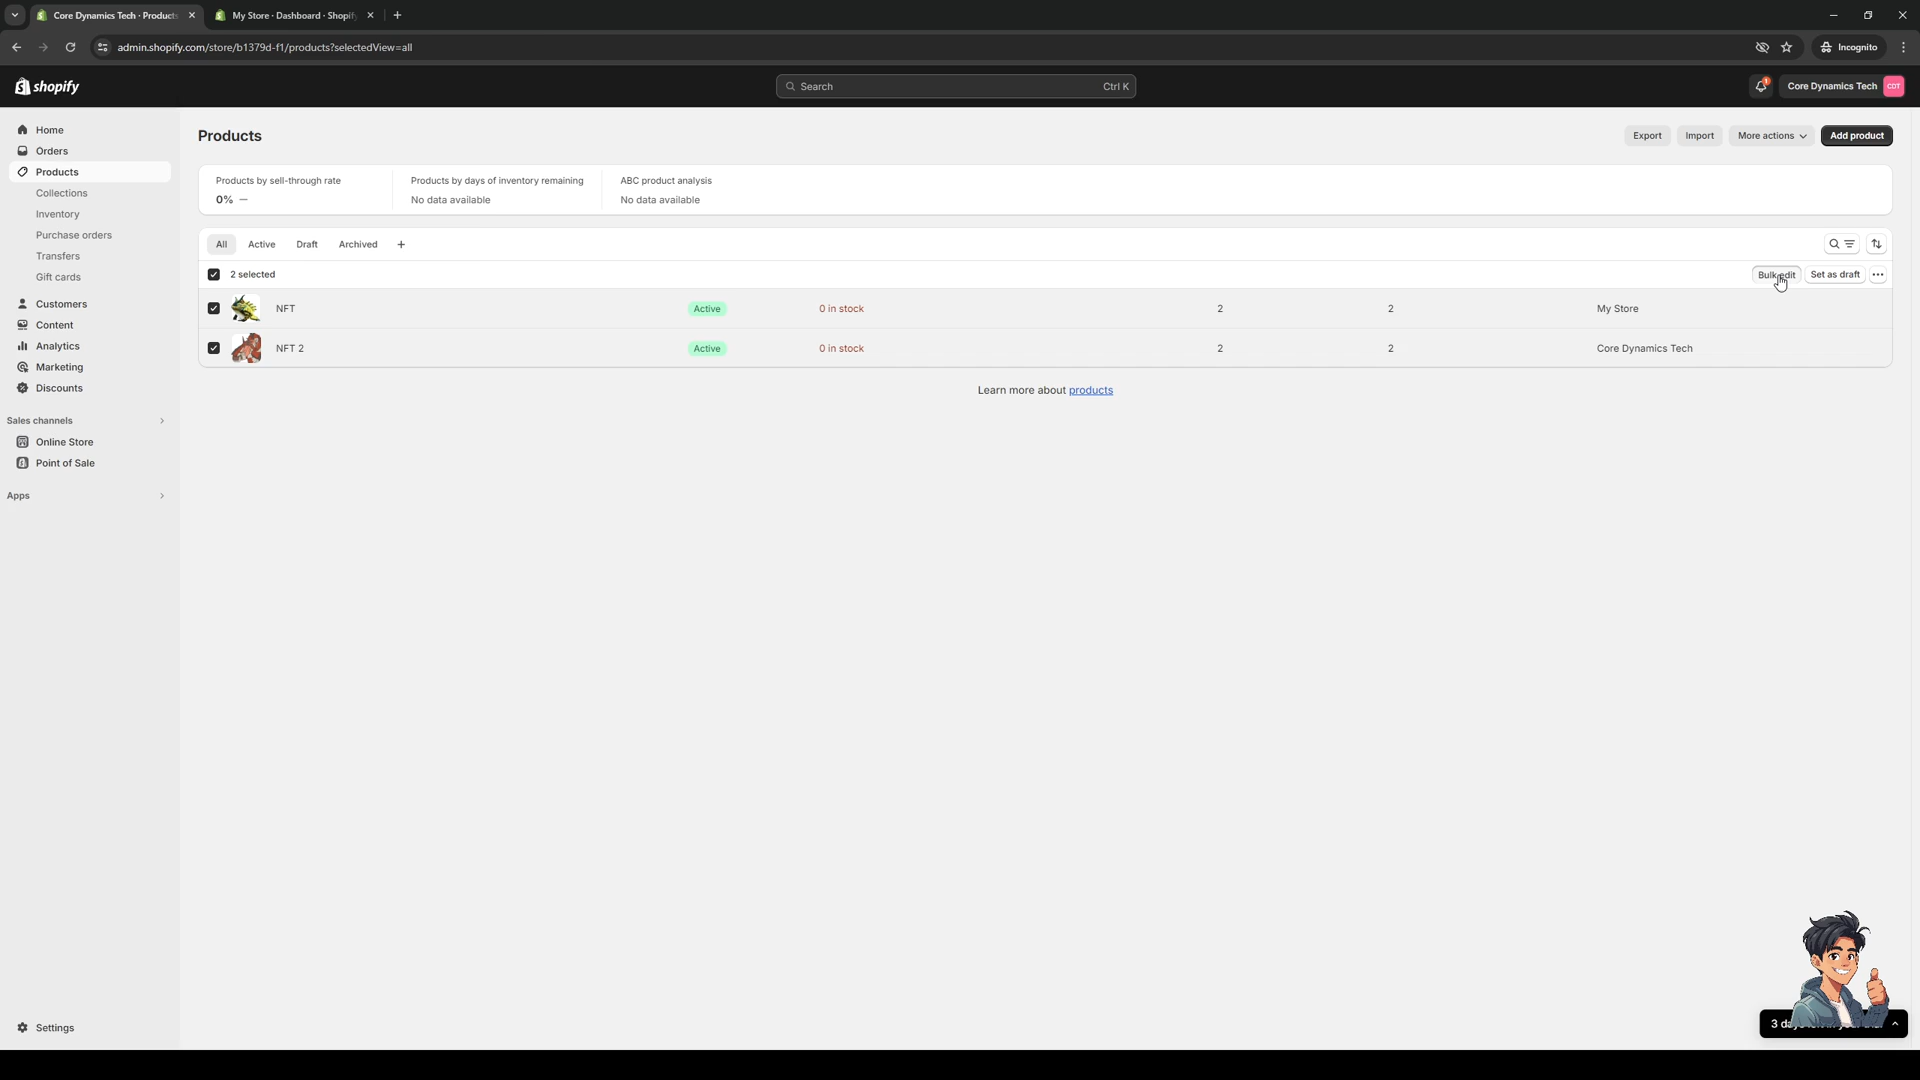 Core Dynamics Tech · Products
My Store · Dashboard · Shopif
admin.shopify.com/store/b1379d-f1/products?selectedView=all
Incognito
shopify
Search
Ctrl K
1
Core Dynamics Tech
CDT
Home
Orders
Products
Collections
Inventory
Purchase orders
Transfers
Gift cards
Customers
Content
Analytics
Marketing
Discounts
Sales channels
Online Store
Point of Sale
Apps
Settings
Products
Export
Import
More actions
Add product
Products by sell-through rate
0% —
Products by days of inventory remaining
No data available
ABC product analysis
No data available
All
Active
Draft
Archived
+
2 selected
Bulk edit
Set as draft
NFT
Active
0 in stock
2
2
My Store
NFT 2
Active
0 in stock
2
2
Core Dynamics Tech
Learn more about products
3